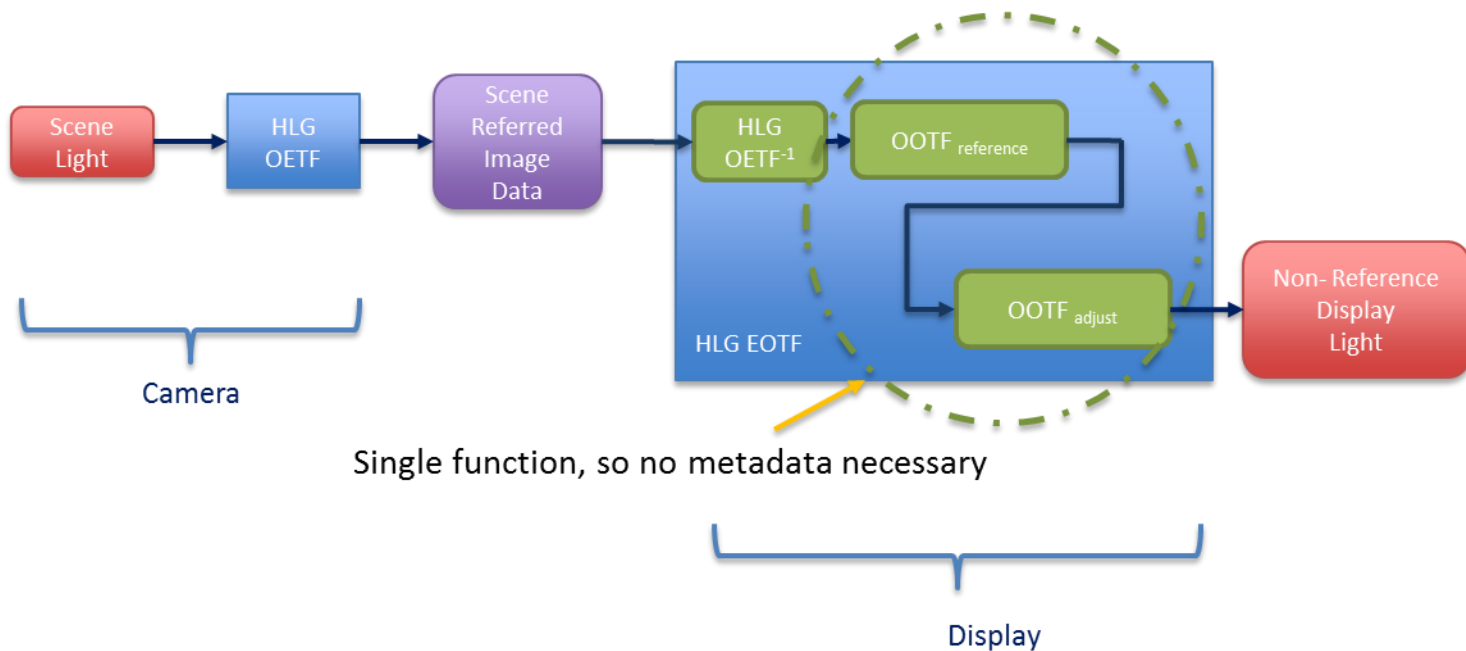 Scene
Light
HLG
OETF
Scene
Referred
Image
Data
HLG
OETF-1
OOTF reference
OOTF adjust
HLG EOTF
Non- Reference
Display
Light
Camera
Single function, so no metadata necessary
Display